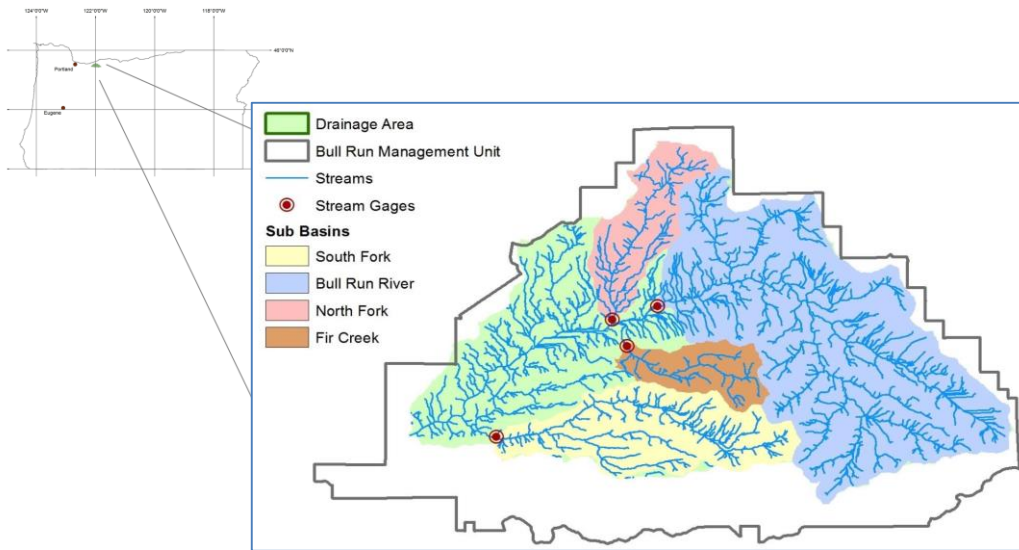 124°0'0"W 122°0'0"W 120°0'0"W 118°0'0"W
46°0'0"N
Portland
Eugene
Drainage Area
Bull Run Management Unit
Streams
Stream Gages
Sub Basins
South Fork
Bull Run River
North Fork
Fir Creek